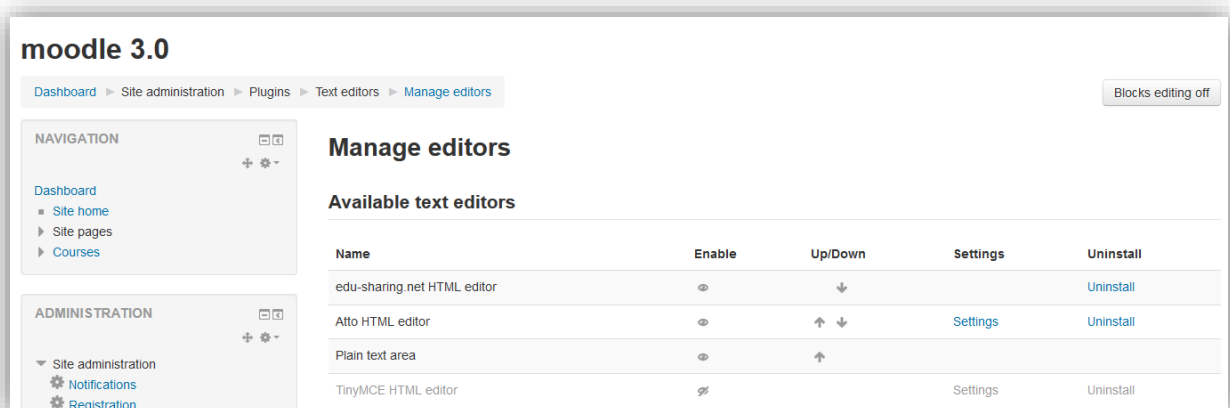 moodle 3.0
Dashboard Site administration Plugins Text editors Manage editors
Blocks editing off
NAVIGATION
Dashboard
Site home
Site pages
Courses
ADMINISTRATION
Site administration
Notifications
Registration
Manage editors
Available text editors
Name Enable Up/Down Settings Uninstall
edu-sharing.net HTML editor Uninstall
Atto HTML editor Settings Uninstall
Plain text area
TinyMCE HTML editor Settings Uninstall